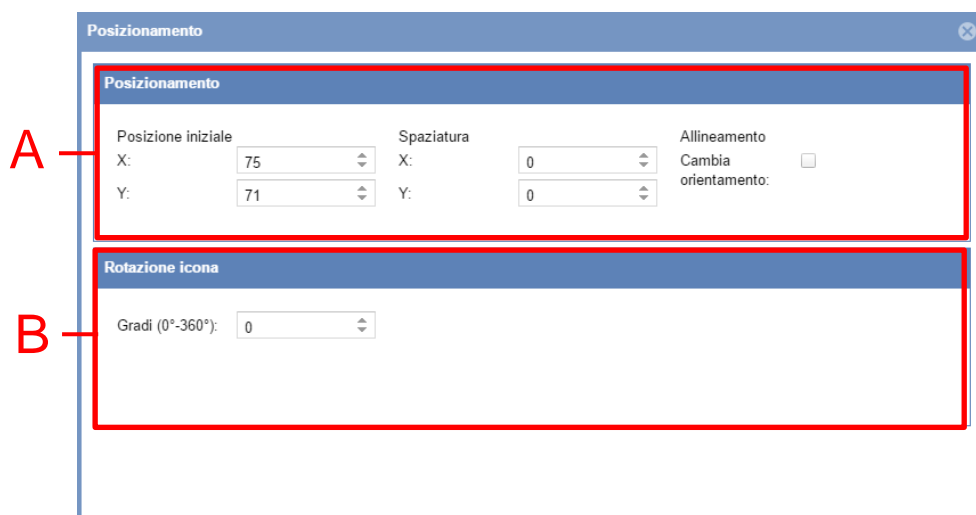 Posizionamento
A
Posizionamento
Posizione iniziale Spaziatura Allineamento
X: 75 X: 0 Cambia orientamento:
Y: 71 Y: 0
B
Rotazione icona
Gradi (0°-360°): 0